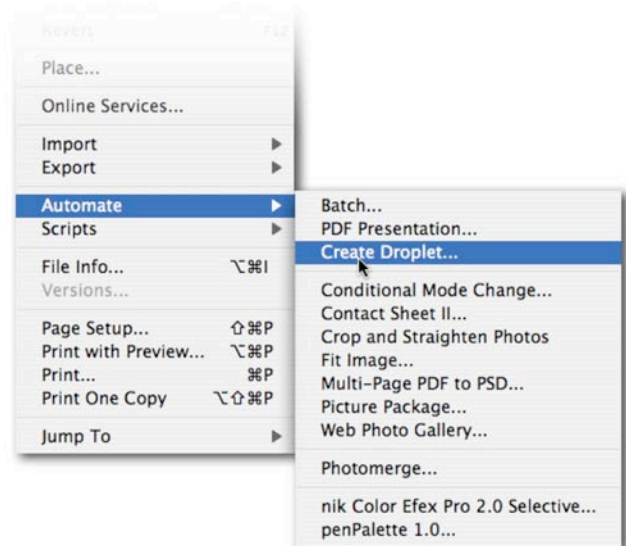 Revert F12
Place...
Online Services...
Import
Export
Automate
Scripts
File Info... ⌥⌘I
Versions...
Page Setup... ⇧⌘P
Print with Preview... ⌥⌘P
Print... ⌘P
Print One Copy ⌥⇧⌘P
Jump To
Batch...
PDF Presentation...
Create Droplet...
Conditional Mode Change...
Contact Sheet II...
Crop and Straighten Photos
Fit Image...
Multi-Page PDF to PSD...
Picture Package...
Web Photo Gallery...
Photomerge...
nik Color Efex Pro 2.0 Selective...
penPalette 1.0...